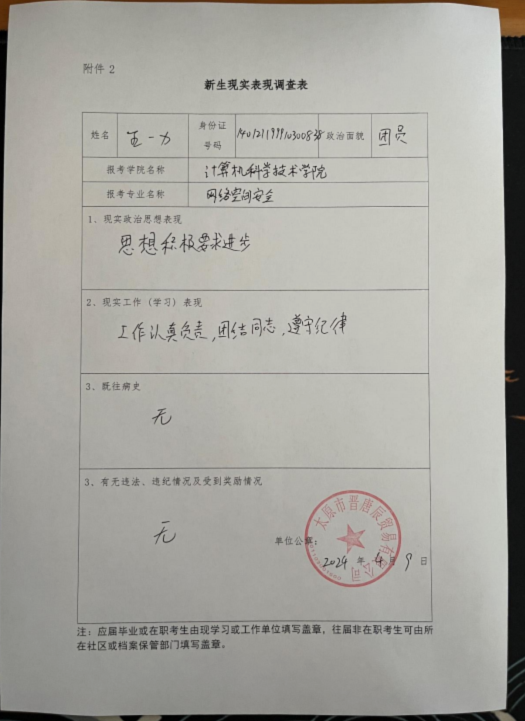 附件 2
新生现实表现调查表
姓名 王一力 身份证号码 政治面貌 团员
报考学院名称 计算机科学技术学院
报考专业名称 网络空间安全
1、现实政治思想表现
思想积极要求进步
2、现实工作（学习）表现
工作认真负责，团结同志，遵守纪律
3、既往病史
无
3、有无违法、违纪情况及受到奖励情况
无
太原市晋惠辰贸易有限公司
单位公章：
2024 年 4 月 9 日
注：应届毕业或在职考生由现学习或工作单位填写盖章，往届非在职考生可由所
在社区或档案保管部门填写盖章。